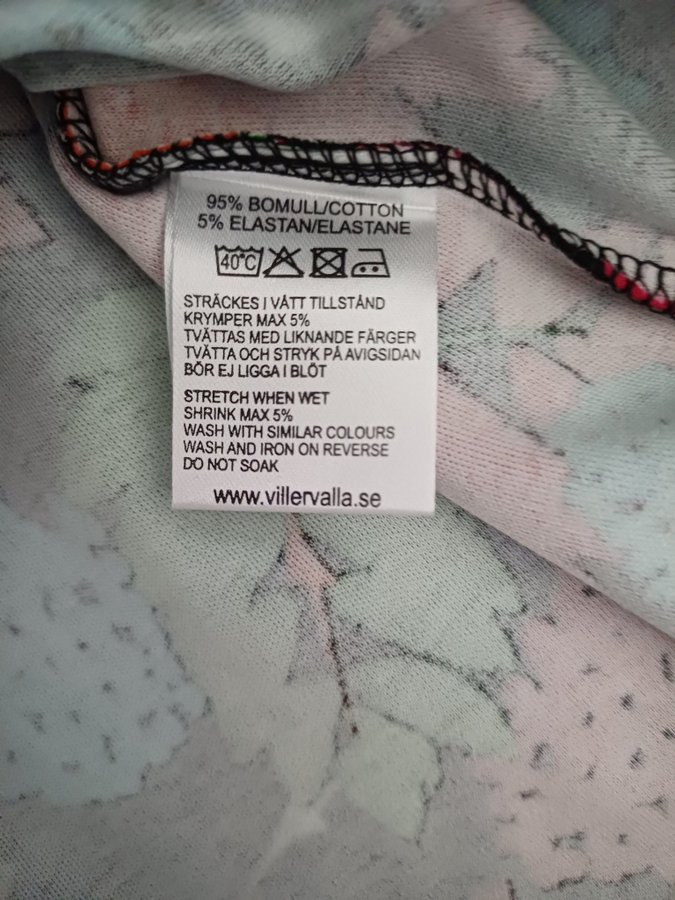 95% BOMULL/COTTON
5% ELASTAN/ELASTANE
40°C
STRÄCKES I VÅTT TILLSTÅND
KRYMPER MAX 5%
TVÄTTAS MED LIKNANDE FÄRGER
TVÄTTA OCH STRYK PÅ AVIGSIDAN
BÖR EJ LIGGA I BLÖT
STRETCH WHEN WET
SHRINK MAX 5%
WASH WITH SIMILAR COLOURS
WASH AND IRON ON REVERSE
DO NOT SOAK
www.villervalla.se